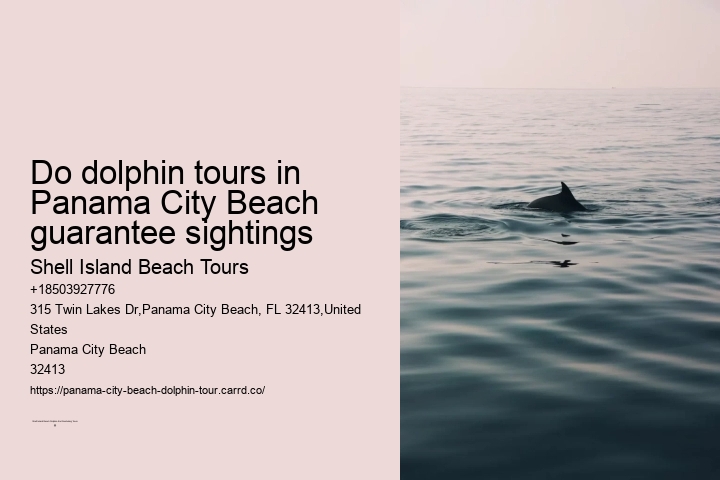 Do dolphin tours in
Panama City Beach
guarantee sightings
Shell Island Beach Tours
+18503927776
315 Twin Lakes Dr,Panama City Beach, FL 32413,United
States
Panama City Beach
32413
https://panama-city-beach-dolphin-tour.carrd.co/